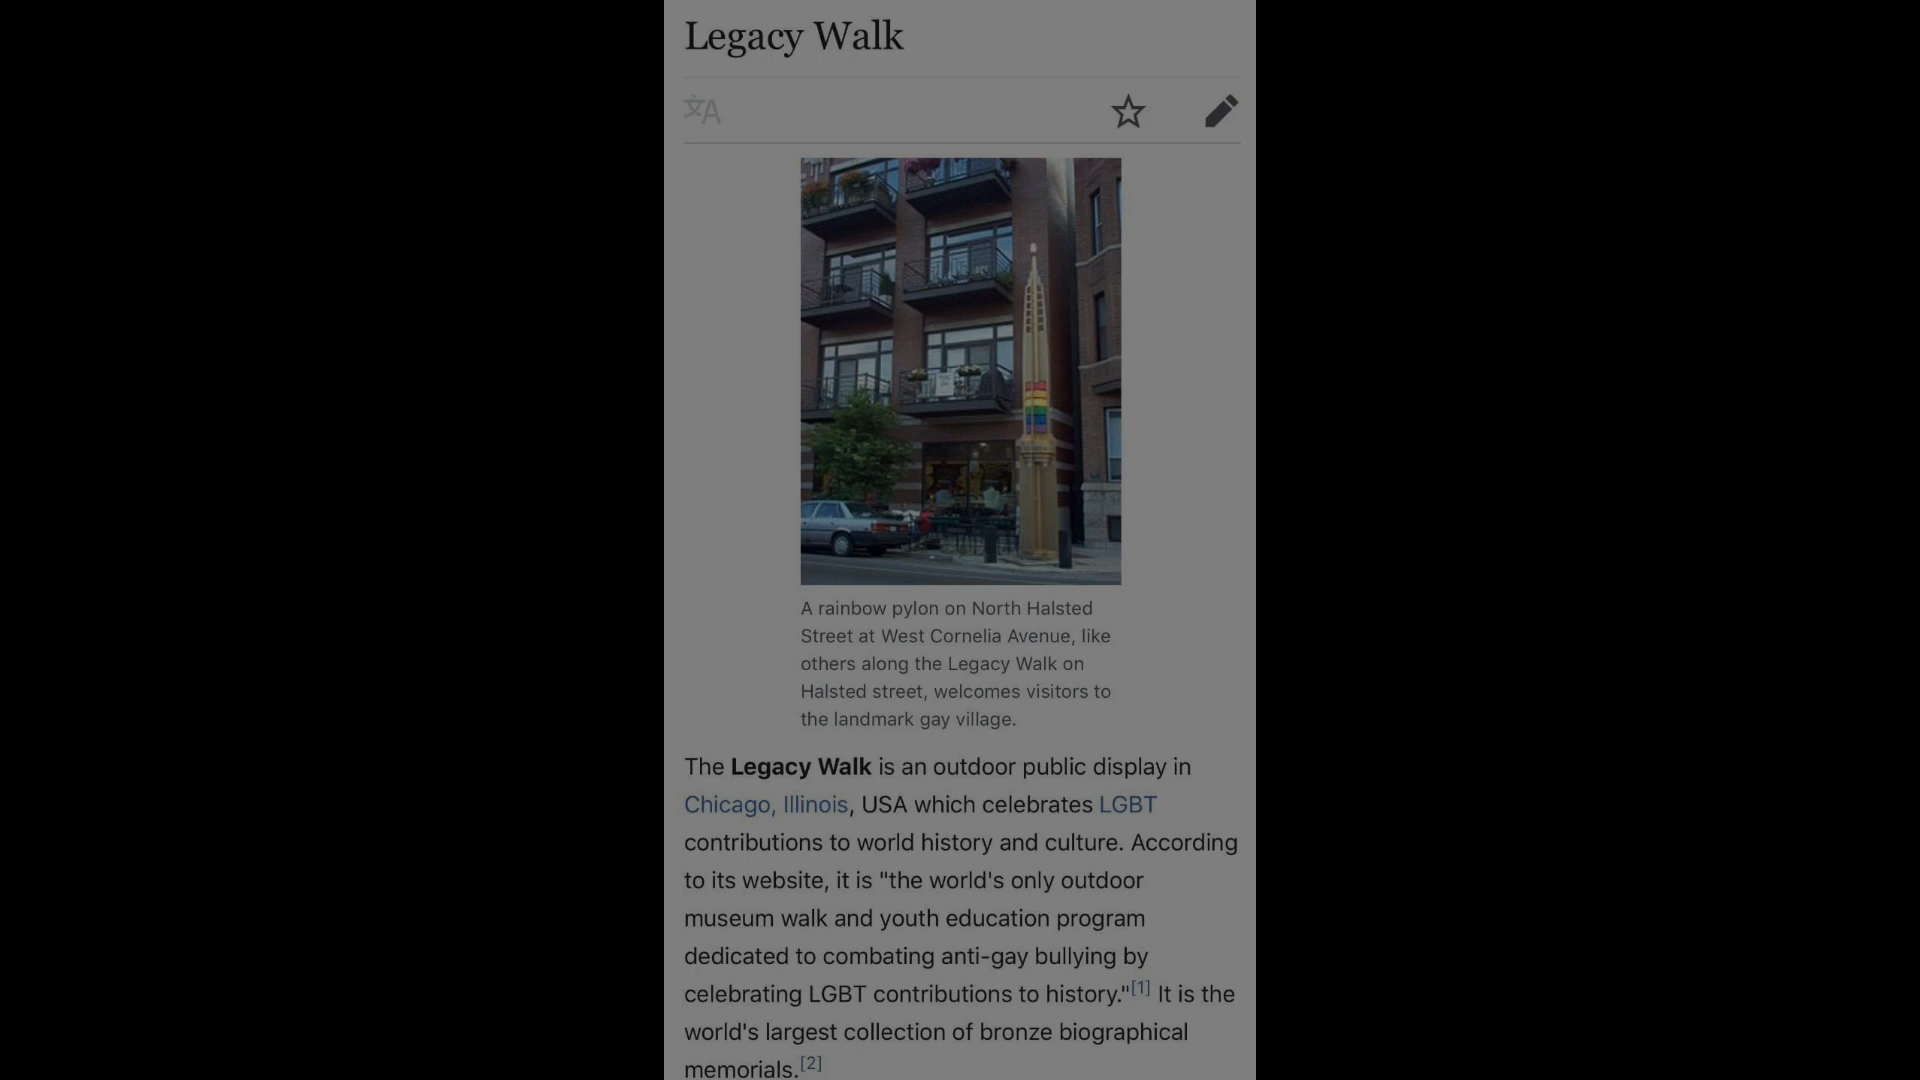 Legacy Walk
文A
A rainbow pylon on North Halsted
Street at West Cornelia Avenue, like
others along the Legacy Walk on
Halsted street, welcomes visitors to
the landmark gay village.
The Legacy Walk is an outdoor public display in
Chicago, Illinois, USA which celebrates LGBT
contributions to world history and culture. According
to its website, it is "the world's only outdoor
museum walk and youth education program
dedicated to combating anti-gay bullying by
celebrating LGBT contributions to history."[1] It is the
world's largest collection of bronze biographical
memorials.[2]